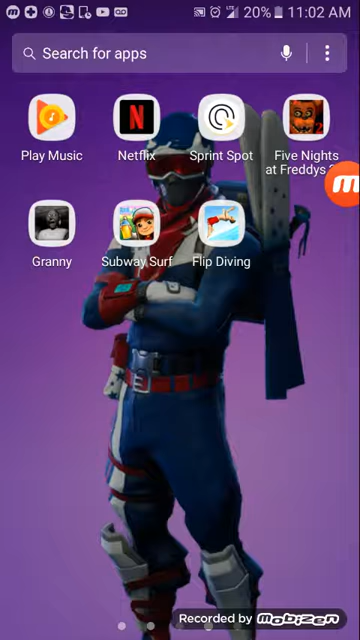 LTE 20% 11:02 AM
Search for apps
Play Music
Netflix
Sprint Spot
Five Nights
at Freddys
Granny
Subway Surf
Flip Diving
Recorded by Mobizen